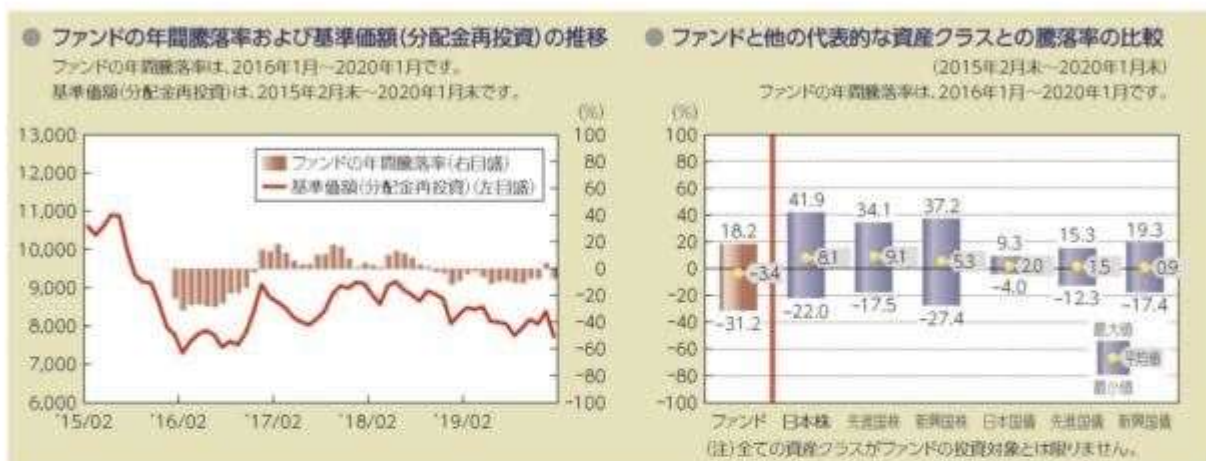 ● ファンドの年間騰落率および基準価額(分配金再投資)の推移
ファンドの年間騰落率は、2016年1月～2020年1月です。
基準価額(分配金再投資)は、2015年2月末～2020年1月末です。
(%)
13,000
12,000
11,000
10,000
9,000
8,000
7,000
6,000
ファンドの年間騰落率(右目盛)
基準価額(分配金再投資)(左目盛)
100
80
60
40
20
0
-20
-40
-60
-80
-100
'15/02 '16/02 '17/02 '18/02 '19/02
● ファンドと他の代表的な資産クラスとの騰落率の比較
(2015年2月末～2020年1月末)
ファンドの年間騰落率は、2016年1月～2020年1月です。
(%)
100
80
60
40
20
0
-20
-40
-60
-80
-100
18.2 41.9 34.1 37.2 9.3 15.3 19.3
-3.4 8.1 9.1 5.3 2.0 1.5 0.9
-31.2 -22.0 -17.5 -27.4 -4.0 -12.3 -17.4
最大値
平均値
最小値
ファンド 日本株 先進国株 新興国株 日本国債 先進国債 新興国債
(注)全ての資産クラスがファンドの投資対象とは限りません。